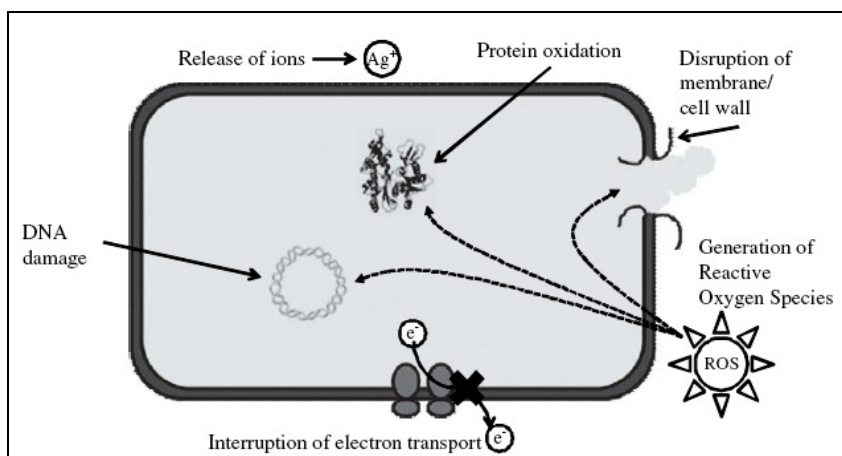 Release of ions
Ag⁺
Protein oxidation
Disruption of
membrane/
cell wall
DNA
damage
Generation of
Reactive
Oxygen Species
ROS
e⁻
Interruption of electron transport
e⁻